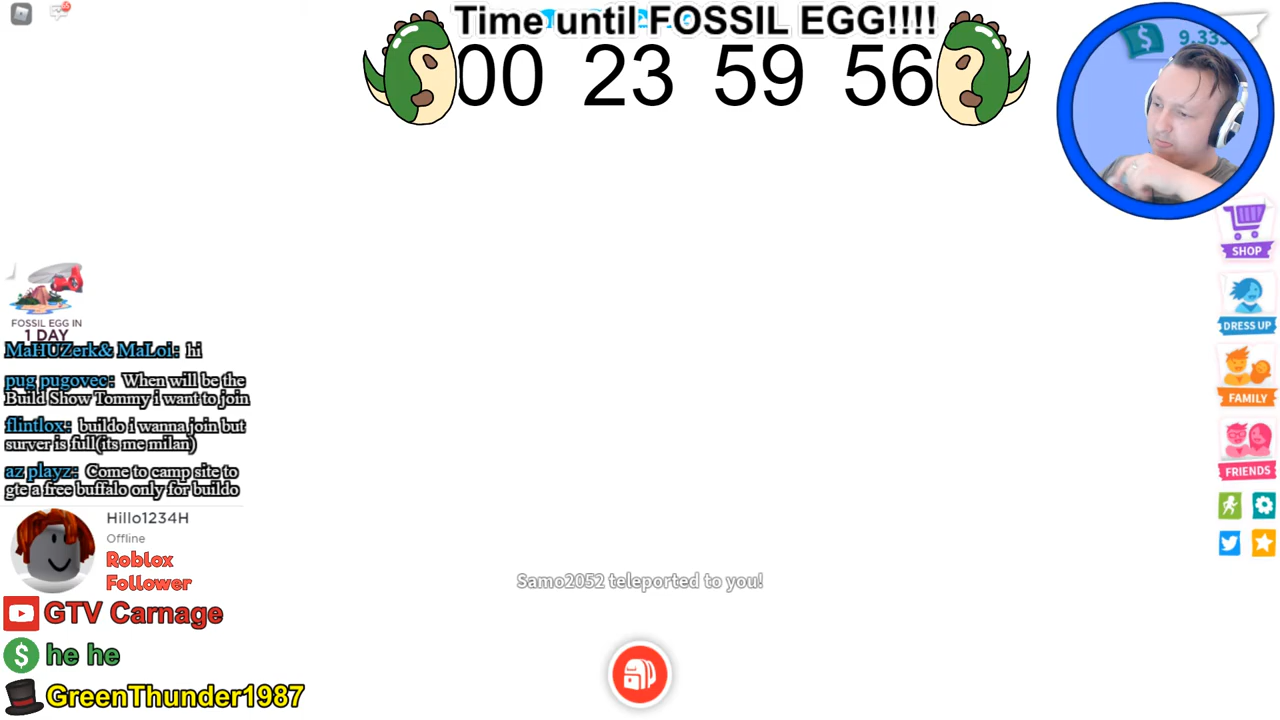 Time until FOSSIL EGG!!!!
00 23 59 56
SHOP
DRESS UP
FAMILY
FRIENDS
FOSSIL EGG IN
1 DAY
MaHUZerk& MaLoi: hi
pug pugovec: When will be the
Build Show Tommy i want to join
flintlox: buildo i wanna join but
surver is full(its me milan)
az playz: Come to camp site to
gte a free buffalo only for buildo
Hillo1234H
Offline
Roblox
Follower
GTV Carnage
$ he he
GreenThunder1987
Samo2052 teleported to you!